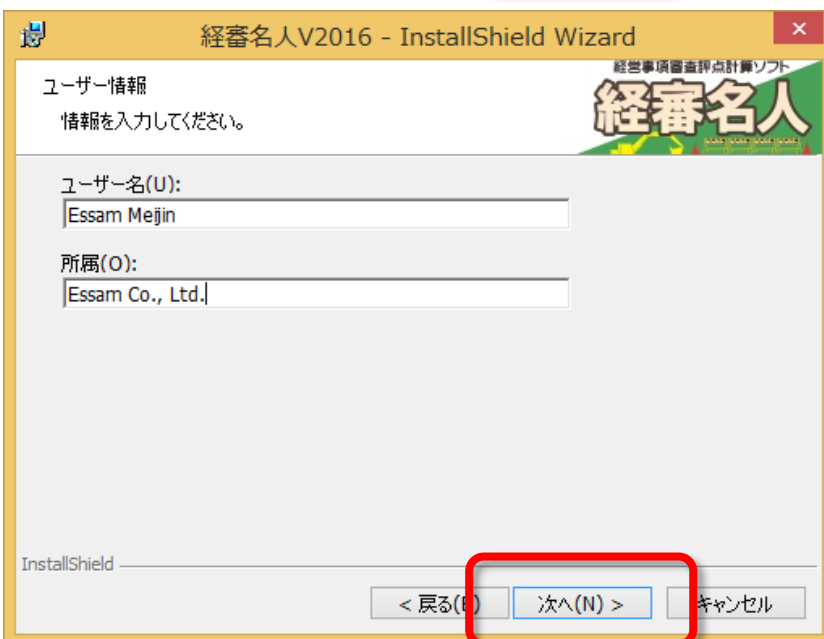 経審名人V2016 - InstallShield Wizard
ユーザー情報
情報を入力してください。
経営事項審査評点計算ソフト
経審名人
ユーザー名(U):
Essam Meijin
所属(O):
Essam Co., Ltd.
InstallShield
< 戻る(B)
次へ(N) >
キャンセル